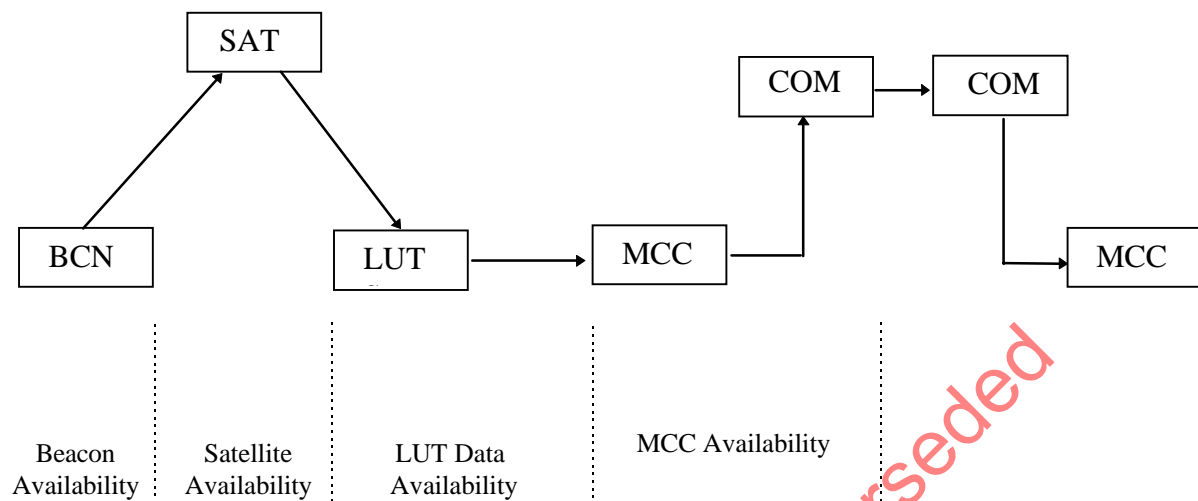 SAT
COM
COM
BCN
LUT
MCC
MCC
Beacon
Availability
Satellite
Availability
LUT Data
Availability
MCC Availability
rseded